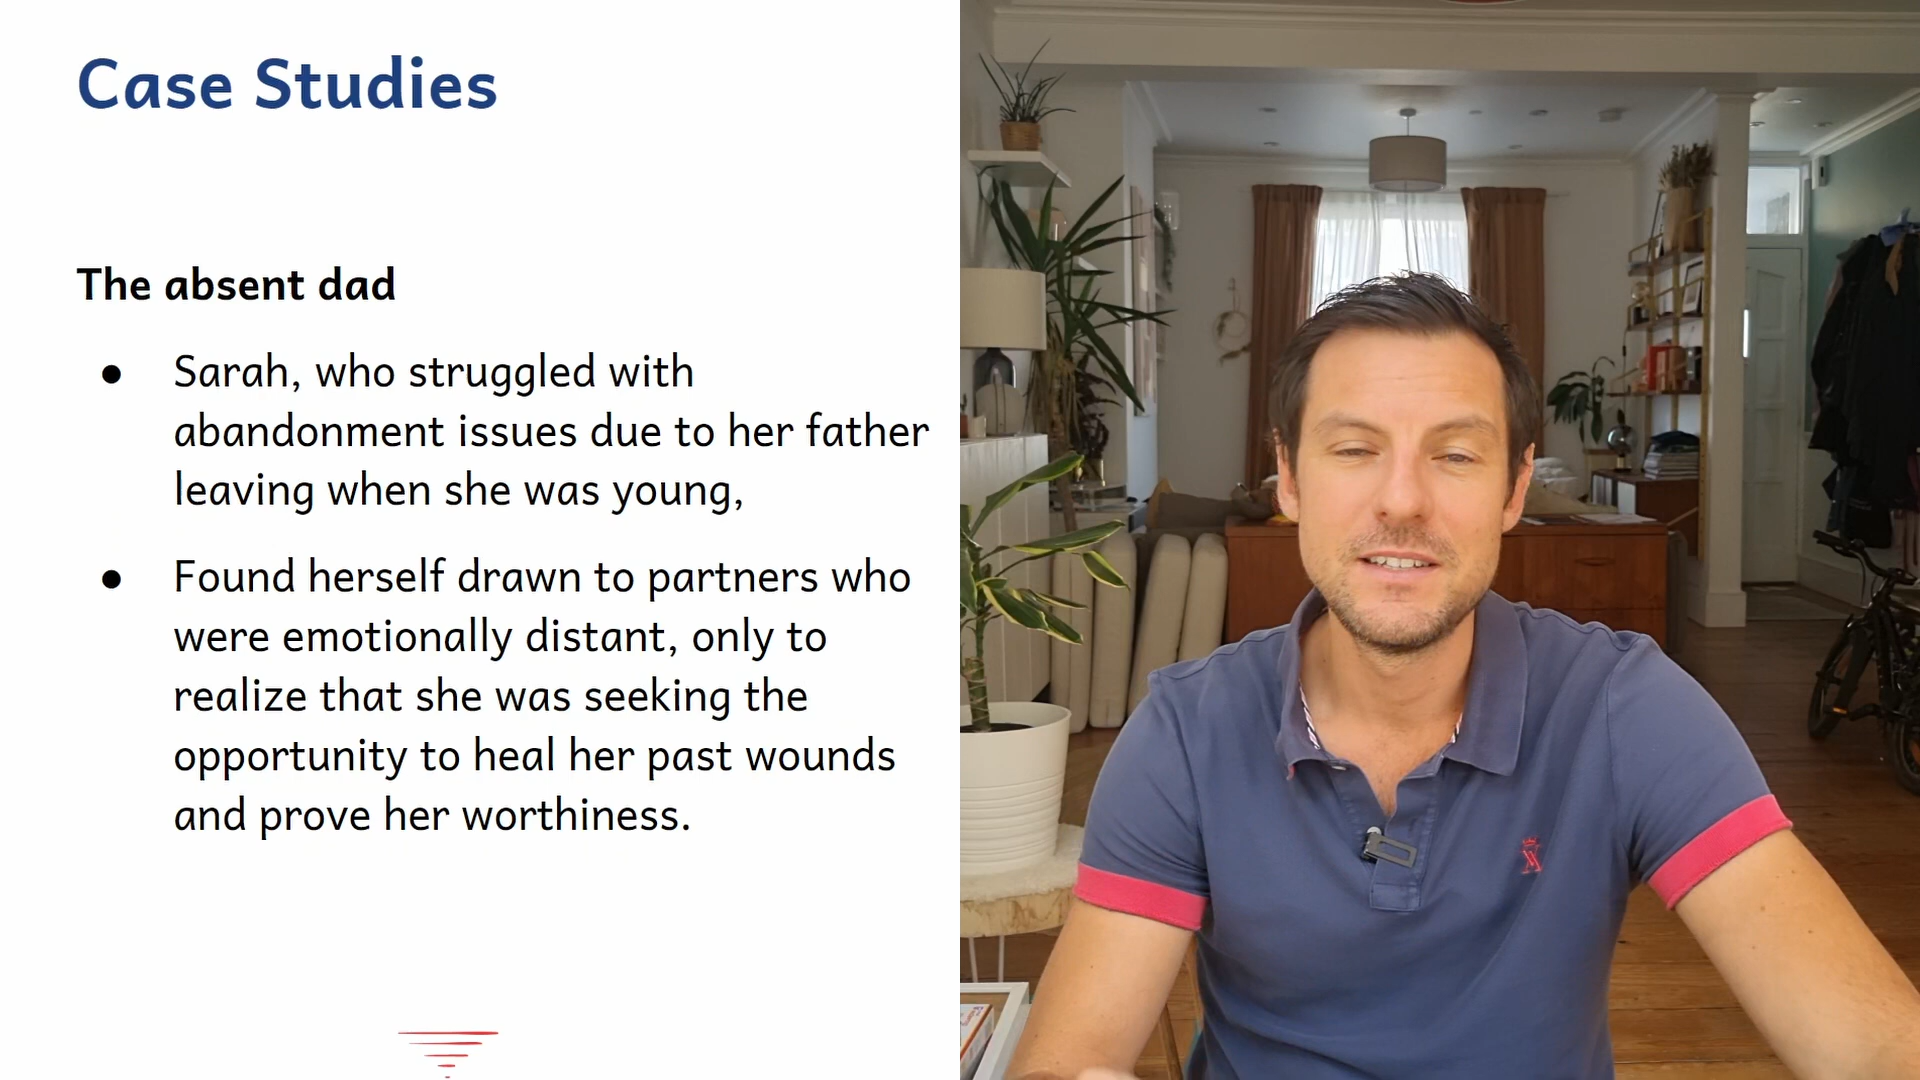 Case Studies
The absent dad
● Sarah, who struggled with
abandonment issues due to her father
leaving when she was young,
● Found herself drawn to partners who
were emotionally distant, only to
realize that she was seeking the
opportunity to heal her past wounds
and prove her worthiness.